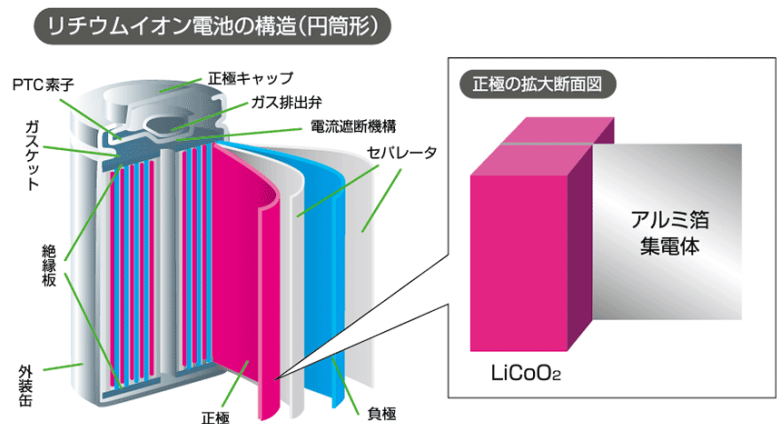 リチウムイオン電池の構造（円筒形）
PTC素子
正極キャップ
ガス排出弁
電流遮断機構
セパレータ
ガスケット
絶縁板
外装缶
正極
負極
正極の拡大断面図
アルミ箔
集電体
LiCoO₂